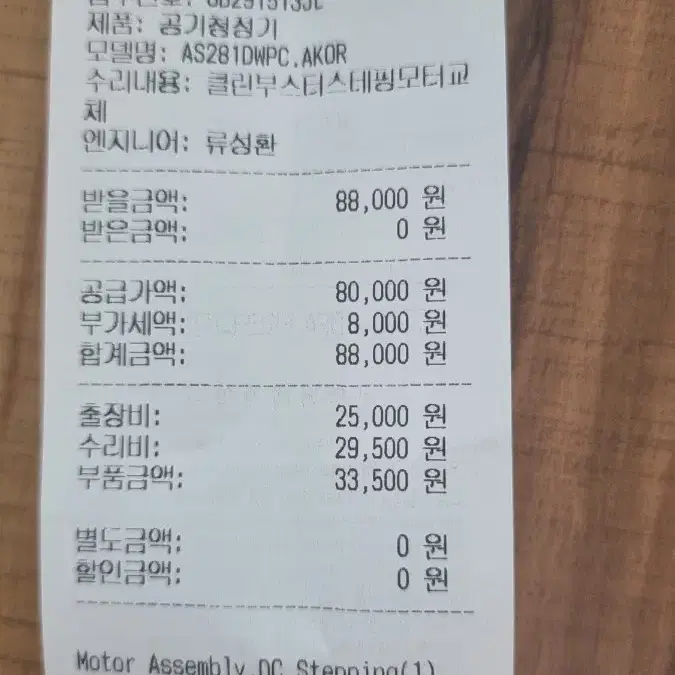 제품: 공기청정기
모델명: AS281DWPC.AKOR
수리내용: 클린부스터스테핑모터교
체
엔지니어: 류성환
받을금액: 88,000 원
받은금액: 0 원
공급가액: 80,000 원
부가세액: 8,000 원
합계금액: 88,000 원
출장비: 25,000 원
수리비: 29,500 원
부품금액: 33,500 원
별도금액: 0 원
할인금액: 0 원
Motor Assembly DC Stepping(1)